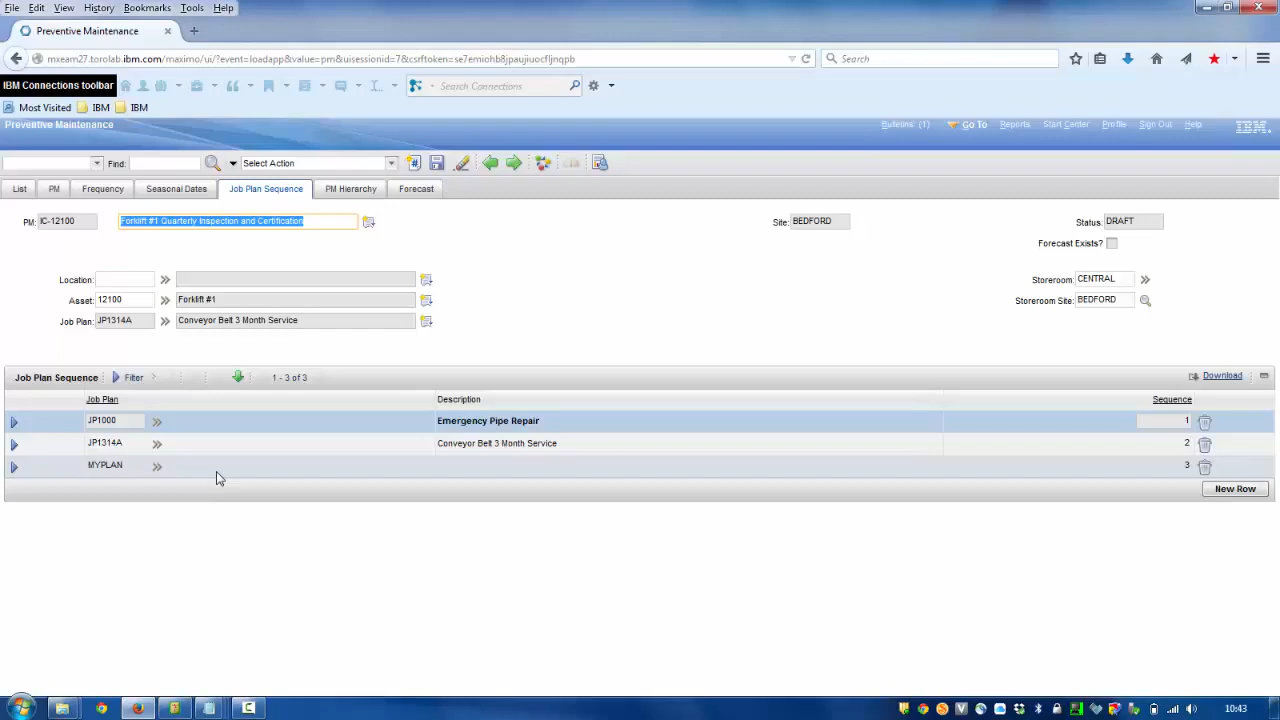 File Edit View History Bookmarks Tools Help
Preventive Maintenance × +
mxeam27.torolab.ibm.com/maximo/ui/?event=loadapp&value=pm&uisessionid=7&csrftoken=se7emiohb8jpaujiuocfljnqpb Search
IBM Connections toolbar Search Connections
Most Visited IBM IBM
Preventive Maintenance Bulletins: (1) Go To Reports Start Center Profile Sign Out Help IBM
Find: Select Action
List PM Frequency Seasonal Dates Job Plan Sequence PM Hierarchy Forecast
PM: IC-12100 Forklift #1 Quarterly Inspection and Certification Site: BEDFORD Status: DRAFT
Forecast Exists?
Location: Storeroom: CENTRAL
Asset: 12100 Forklift #1 Storeroom Site: BEDFORD
Job Plan: JP1314A Conveyor Belt 3 Month Service
Job Plan Sequence Filter 1 - 3 of 3 Download
Job Plan Description Sequence
JP1000 Emergency Pipe Repair 1
JP1314A Conveyor Belt 3 Month Service 2
MYPLAN 3
New Row
10:43